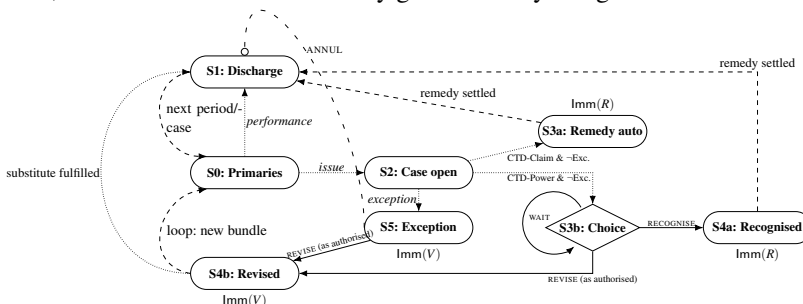 ANNUL
S1: Discharge
remedy settled
remedy settled
Imm(R)
next period/-
case
performance
S3a: Remedy auto
CTD-Claim & ¬Exc.
substitute fulfilled
S0: Primaries
issue
S2: Case open
CTD-Power & ¬Exc.
exception
WAIT
loop: new bundle
S5: Exception
S3b: Choice
RECOGNISE
S4a: Recognised
REVISE (as authorised)
Imm(V)
Imm(R)
S4b: Revised
REVISE (as authorised)
Imm(V)